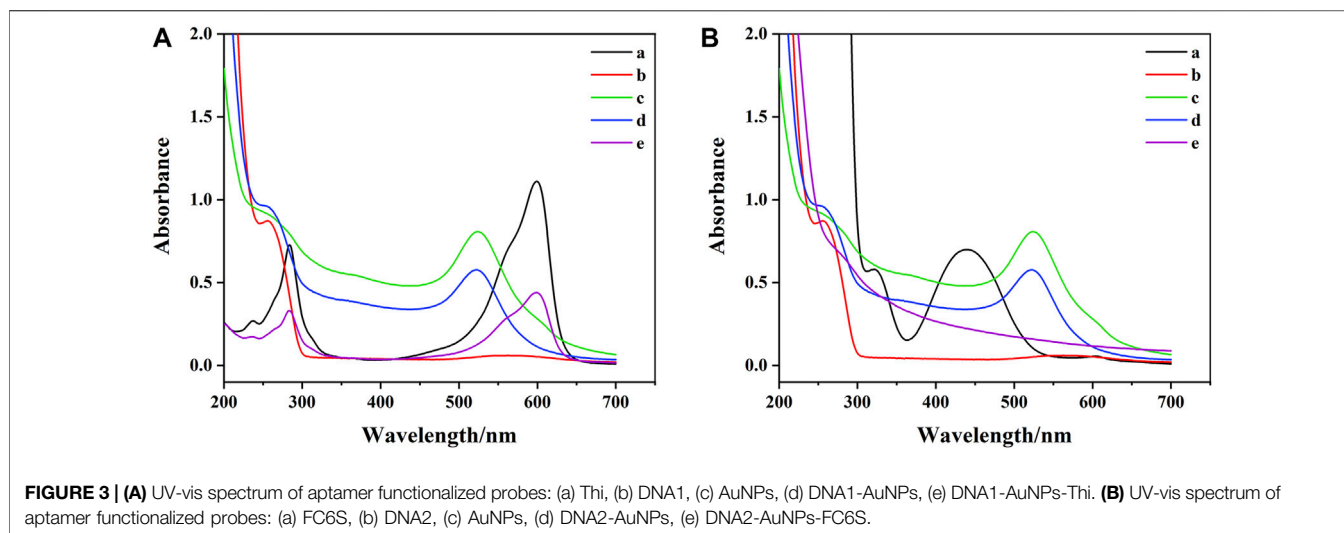 A
B
2.0
1.5
1.0
0.5
0.0
Absorbance
a
b
c
d
e
200 300 400 500 600 700
Wavelength/nm
2.0
1.5
1.0
0.5
0.0
Absorbance
a
b
c
d
e
200 300 400 500 600 700
Wavelength/nm
FIGURE 3 | (A) UV-vis spectrum of aptamer functionalized probes: (a) Thi, (b) DNA1, (c) AuNPs, (d) DNA1-AuNPs, (e) DNA1-AuNPs-Thi. (B) UV-vis spectrum of
aptamer functionalized probes: (a) FC6S, (b) DNA2, (c) AuNPs, (d) DNA2-AuNPs, (e) DNA2-AuNPs-FC6S.